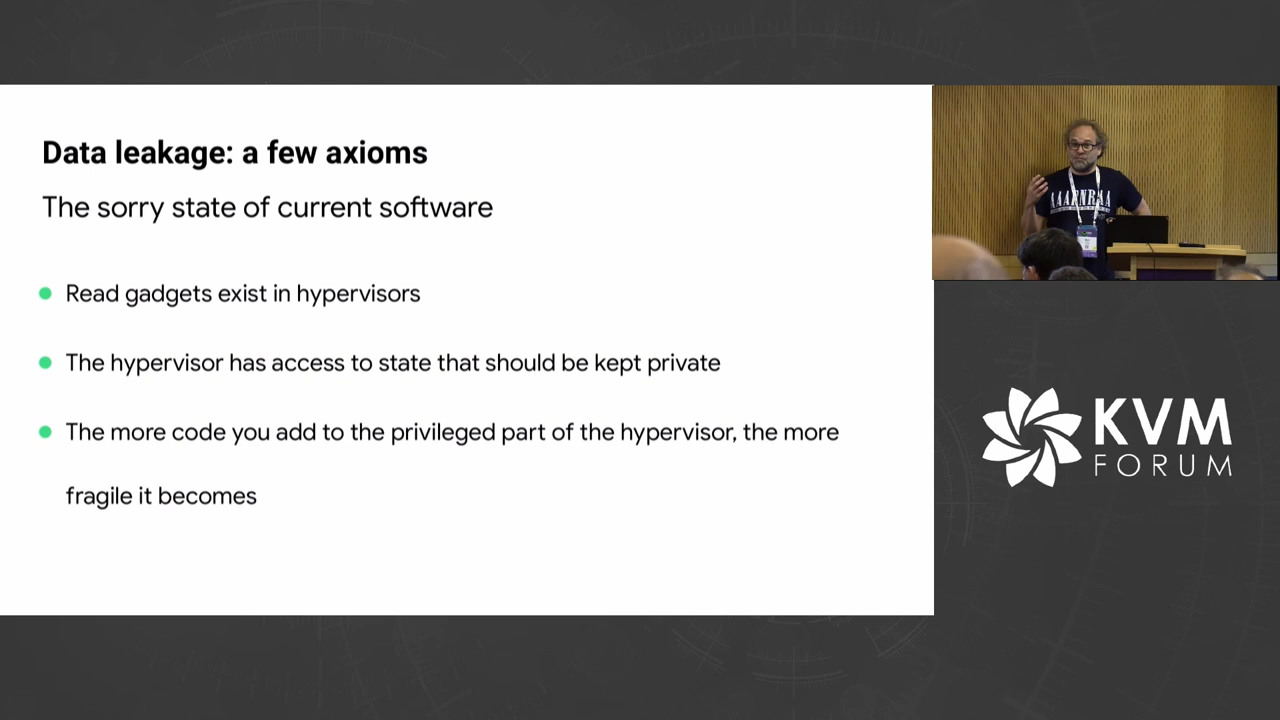 Data leakage: a few axioms
The sorry state of current software
Read gadgets exist in hypervisors
The hypervisor has access to state that should be kept private
The more code you add to the privileged part of the hypervisor, the more
fragile it becomes
KVM
FORUM